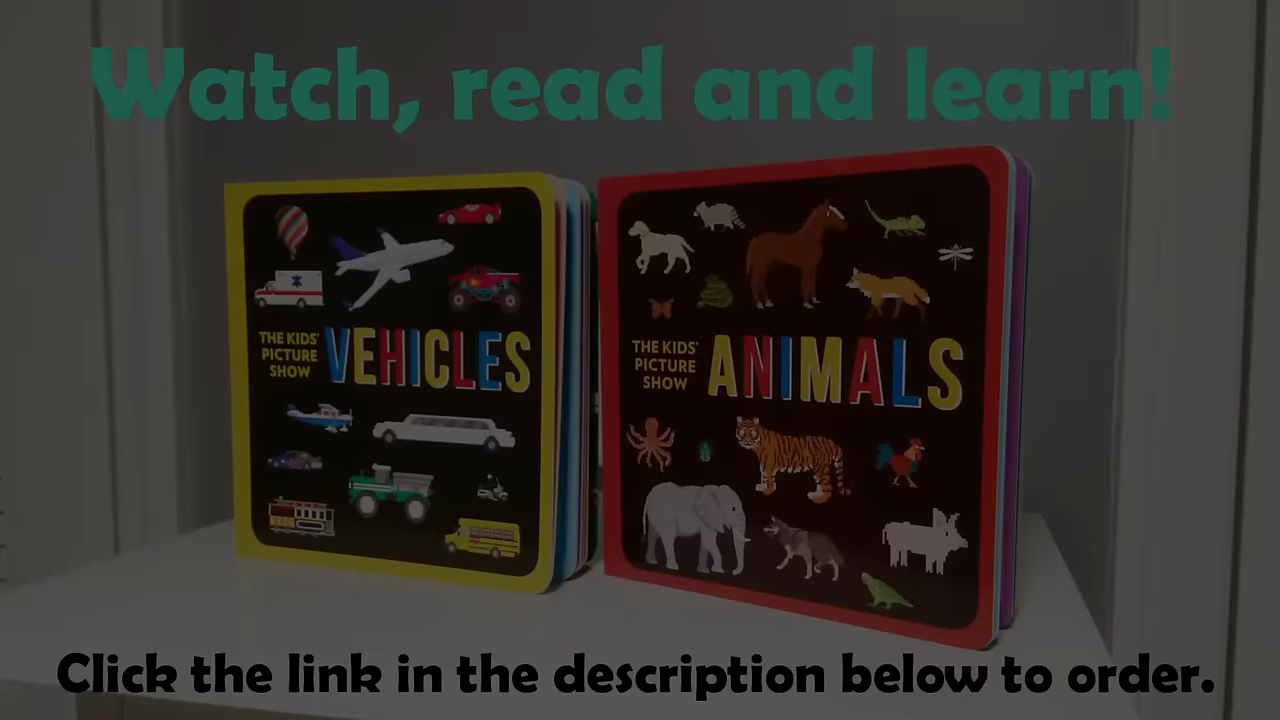 Watch, read and learn!
THE KIDS'
PICTURE
SHOW
VEHICLES
THE KIDS'
PICTURE
SHOW
ANIMALS
Click the link in the description below to order.